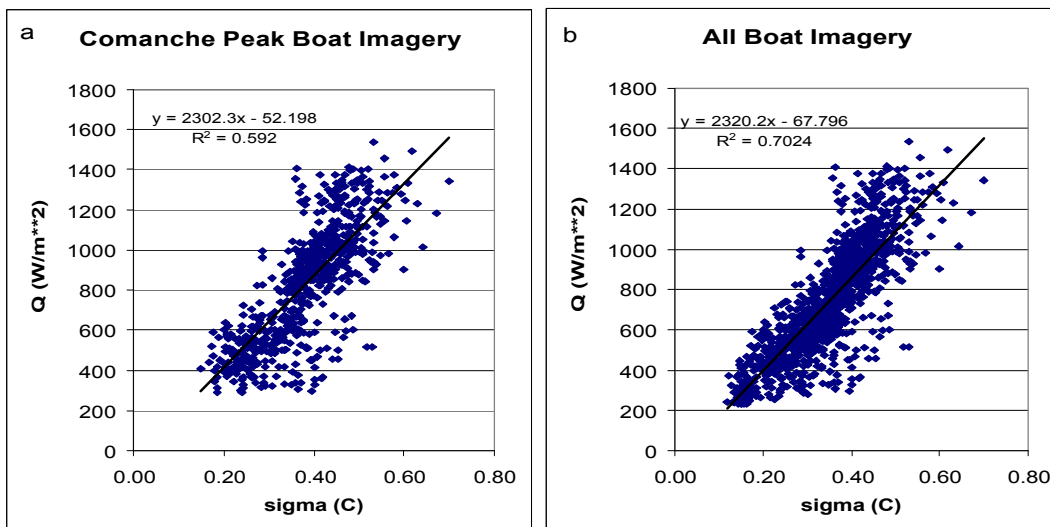 a
Comanche Peak Boat Imagery
1800
1600
1400
1200
1000
800
600
400
200
0
Q (W/m**2)
y = 2302.3x - 52.198
R² = 0.592
0.00 0.20 0.40 0.60 0.80
sigma (C)
b
All Boat Imagery
1800
1600
1400
1200
1000
800
600
400
200
0
Q (W/m**2)
y = 2320.2x - 67.796
R² = 0.7024
0.00 0.20 0.40 0.60 0.80
sigma (C)